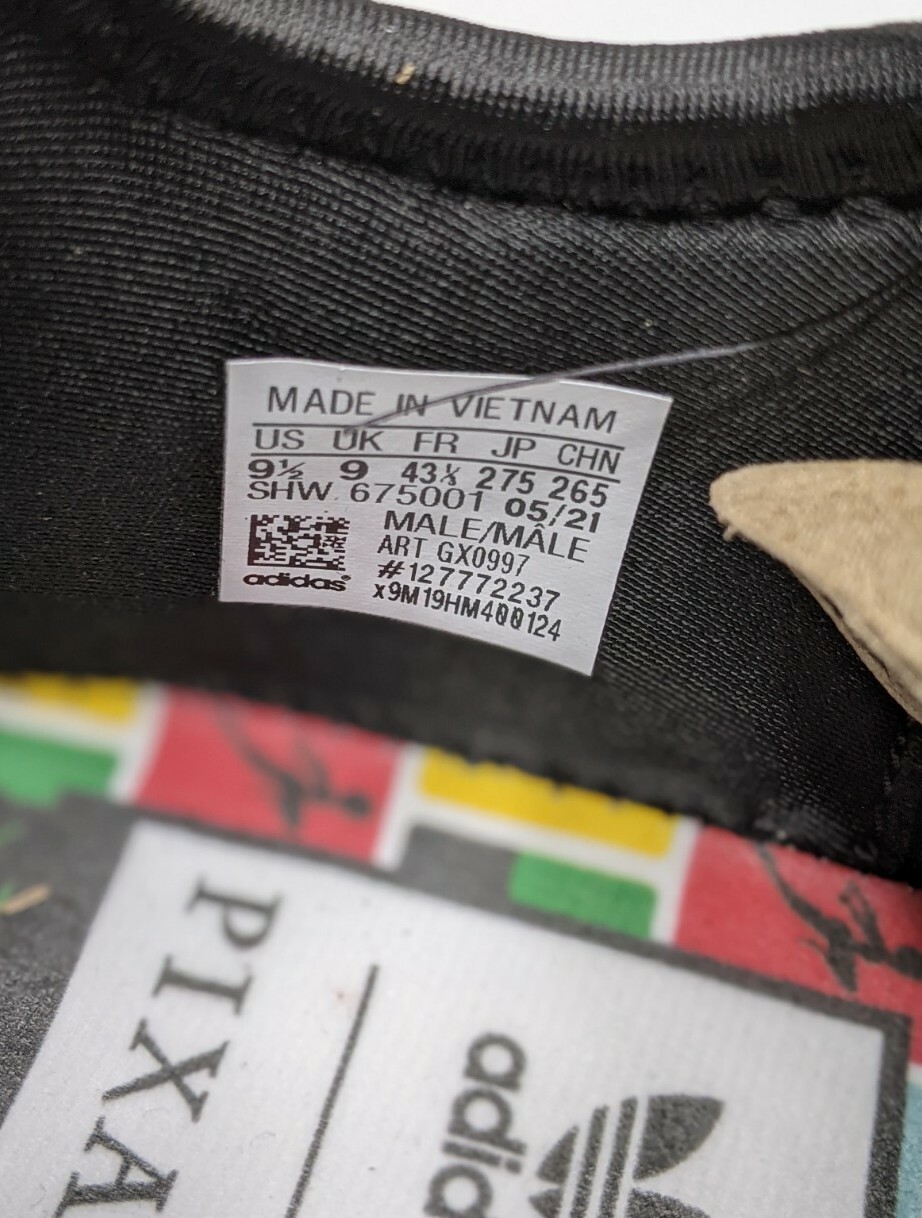 MADE IN VIETNAM
US UK FR JP CHN
9½ 9 43⅓ 275 265
SHW 675001 05/21
MALE/MÂLE
ART GX0997
#127772237
x9M19HM400124
adidas®
PIXA
adida